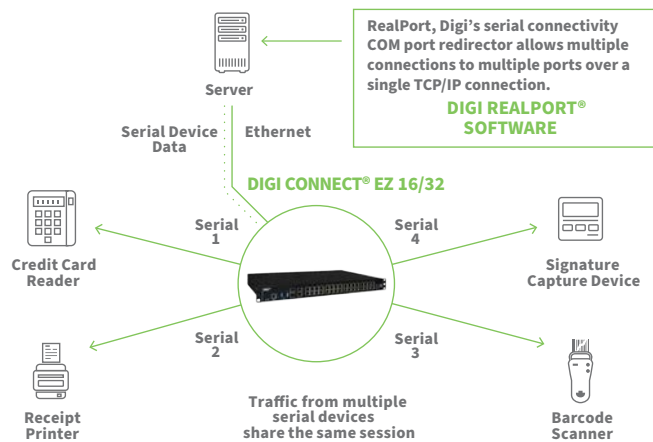 RealPort, Digi's serial connectivity
COM port redirector allows multiple
connections to multiple ports over a
single TCP/IP connection.
DIGI REALPORT®
SOFTWARE
Server
Serial Device
Data
Ethernet
DIGI CONNECT® EZ 16/32
Serial
1
Serial
4
Credit Card
Reader
Signature
Capture Device
Serial
2
Serial
3
Receipt
Printer
Traffic from multiple
serial devices
share the same session
Barcode
Scanner